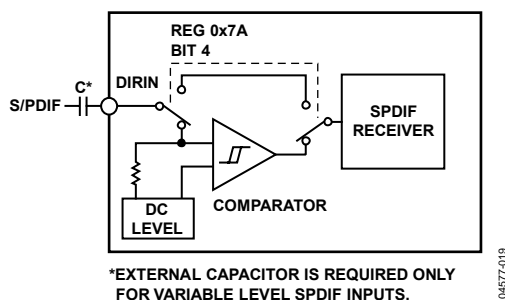 REG 0x7A
BIT 4
C*
DIRIN
S/PDIF
SPDIF
RECEIVER
DC
LEVEL
COMPARATOR
*EXTERNAL CAPACITOR IS REQUIRED ONLY
FOR VARIABLE LEVEL SPDIF INPUTS.
04577-019